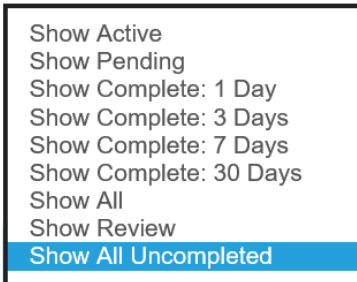 Show Active
Show Pending
Show Complete: 1 Day
Show Complete: 3 Days
Show Complete: 7 Days
Show Complete: 30 Days
Show All
Show Review
Show All Uncompleted